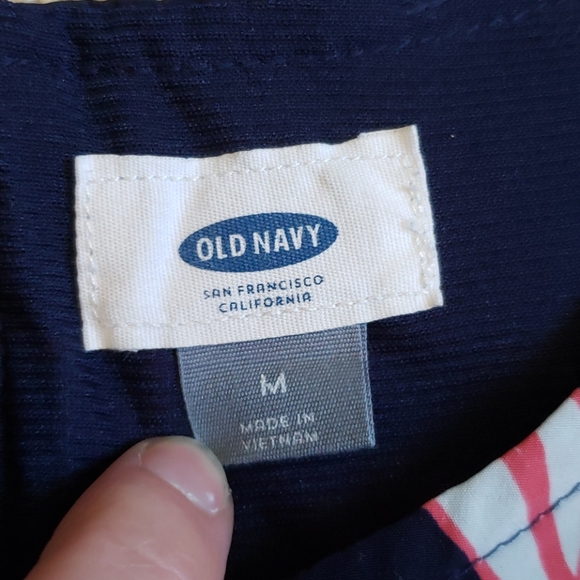 OLD NAVY
SAN FRANCISCO
CALIFORNIA
M
MADE IN
VIETNAM